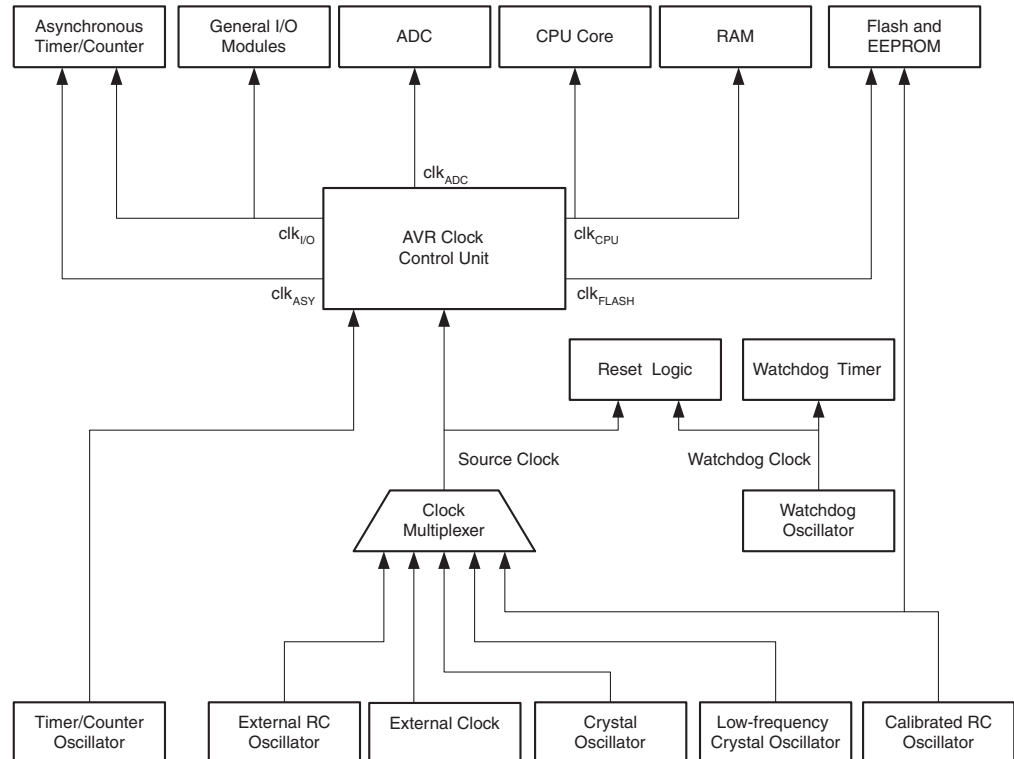 Asynchronous
Timer/Counter
General I/O
Modules
ADC
CPU Core
RAM
Flash and
EEPROM
clkADC
clkI/O
AVR Clock
Control Unit
clkCPU
clkASY
clkFLASH
Reset Logic
Watchdog Timer
Source Clock
Watchdog Clock
Clock
Multiplexer
Watchdog
Oscillator
Timer/Counter
Oscillator
External RC
Oscillator
External Clock
Crystal
Oscillator
Low-frequency
Crystal Oscillator
Calibrated RC
Oscillator